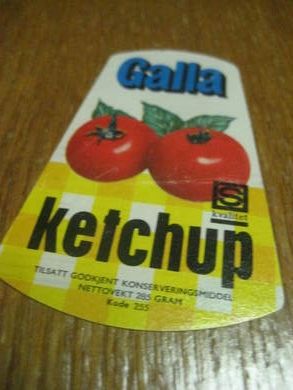 Galla
S
kvalitet
ketchup
TILSATT GODKJENT KONSERVERINGSMIDDEL
NETTOVEKT 285 GRAM
Kode 255